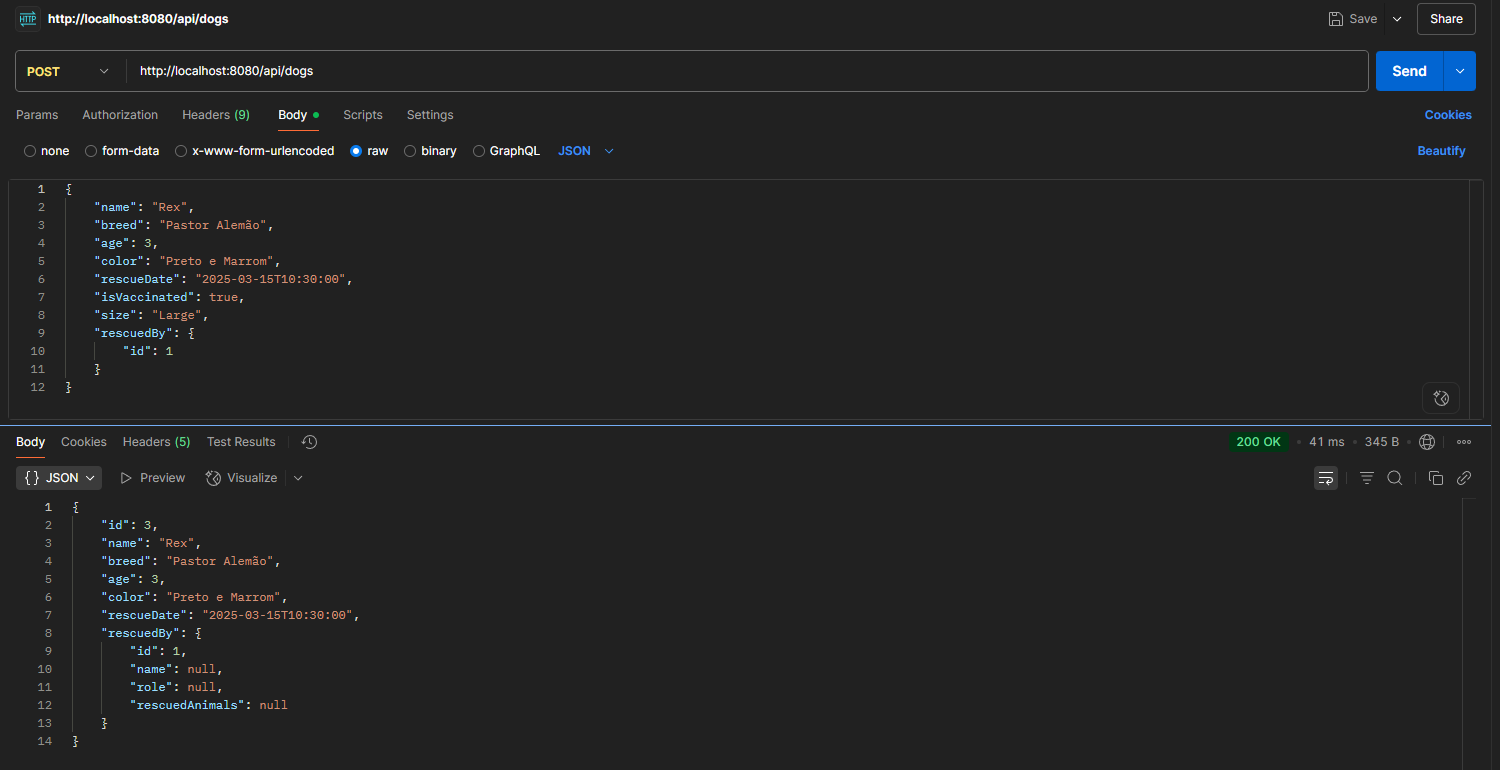 HTTP http://localhost:8080/api/dogs Save Share
POST http://localhost:8080/api/dogs Send
Params Authorization Headers (9) Body Scripts Settings Cookies
none form-data x-www-form-urlencoded raw binary GraphQL JSON Beautify
1 {
2 "name": "Rex",
3 "breed": "Pastor Alemão",
4 "age": 3,
5 "color": "Preto e Marrom",
6 "rescueDate": "2025-03-15T10:30:00",
7 "isVaccinated": true,
8 "size": "Large",
9 "rescuedBy": {
10 "id": 1
11 }
12 }
Body Cookies Headers (5) Test Results 200 OK • 41 ms • 345 B •
{} JSON Preview Visualize
1 {
2 "id": 3,
3 "name": "Rex",
4 "breed": "Pastor Alemão",
5 "age": 3,
6 "color": "Preto e Marrom",
7 "rescueDate": "2025-03-15T10:30:00",
8 "rescuedBy": {
9 "id": 1,
10 "name": null,
11 "role": null,
12 "rescuedAnimals": null
13 }
14 }